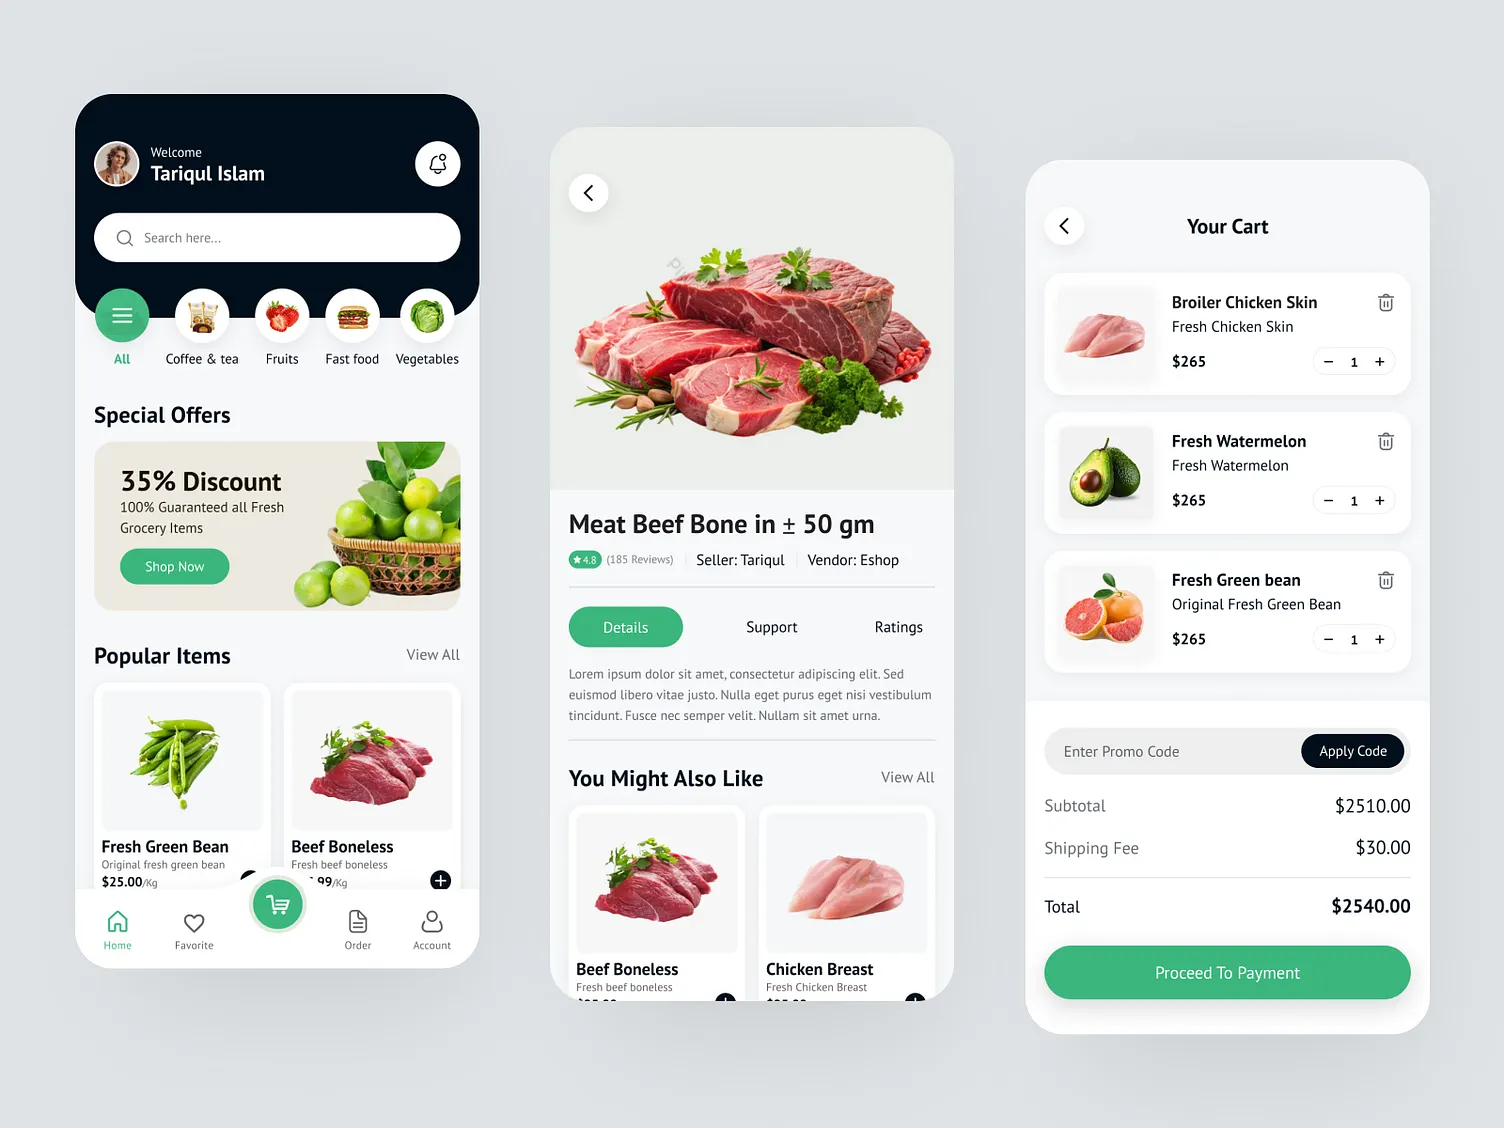 Welcome
Tariqul Islam
Search here...
All
Coffee & tea
Fruits
Fast food
Vegetables
Special Offers
35% Discount
100% Guaranteed all Fresh
Grocery Items
Shop Now
Popular Items
View All
Fresh Green Bean
Original fresh green bean
$25.00/Kg
Beef Boneless
Fresh beef boneless
.99/Kg
Home
Favorite
Order
Account
Meat Beef Bone in ± 50 gm
4.8
(185 Reviews)
Seller: Tariqul
Vendor: Eshop
Details
Support
Ratings
Lorem ipsum dolor sit amet, consectetur adipiscing elit. Sed
euismod libero vitae justo. Nulla eget purus eget nisi vestibulum
tincidunt. Fusce nec semper velit. Nullam sit amet urna.
You Might Also Like
View All
Beef Boneless
Fresh beef boneless
Chicken Breast
Fresh Chicken Breast
Your Cart
Broiler Chicken Skin
Fresh Chicken Skin
$265
− 1 +
Fresh Watermelon
Fresh Watermelon
$265
− 1 +
Fresh Green bean
Original Fresh Green Bean
$265
− 1 +
Enter Promo Code
Apply Code
Subtotal
$2510.00
Shipping Fee
$30.00
Total
$2540.00
Proceed To Payment